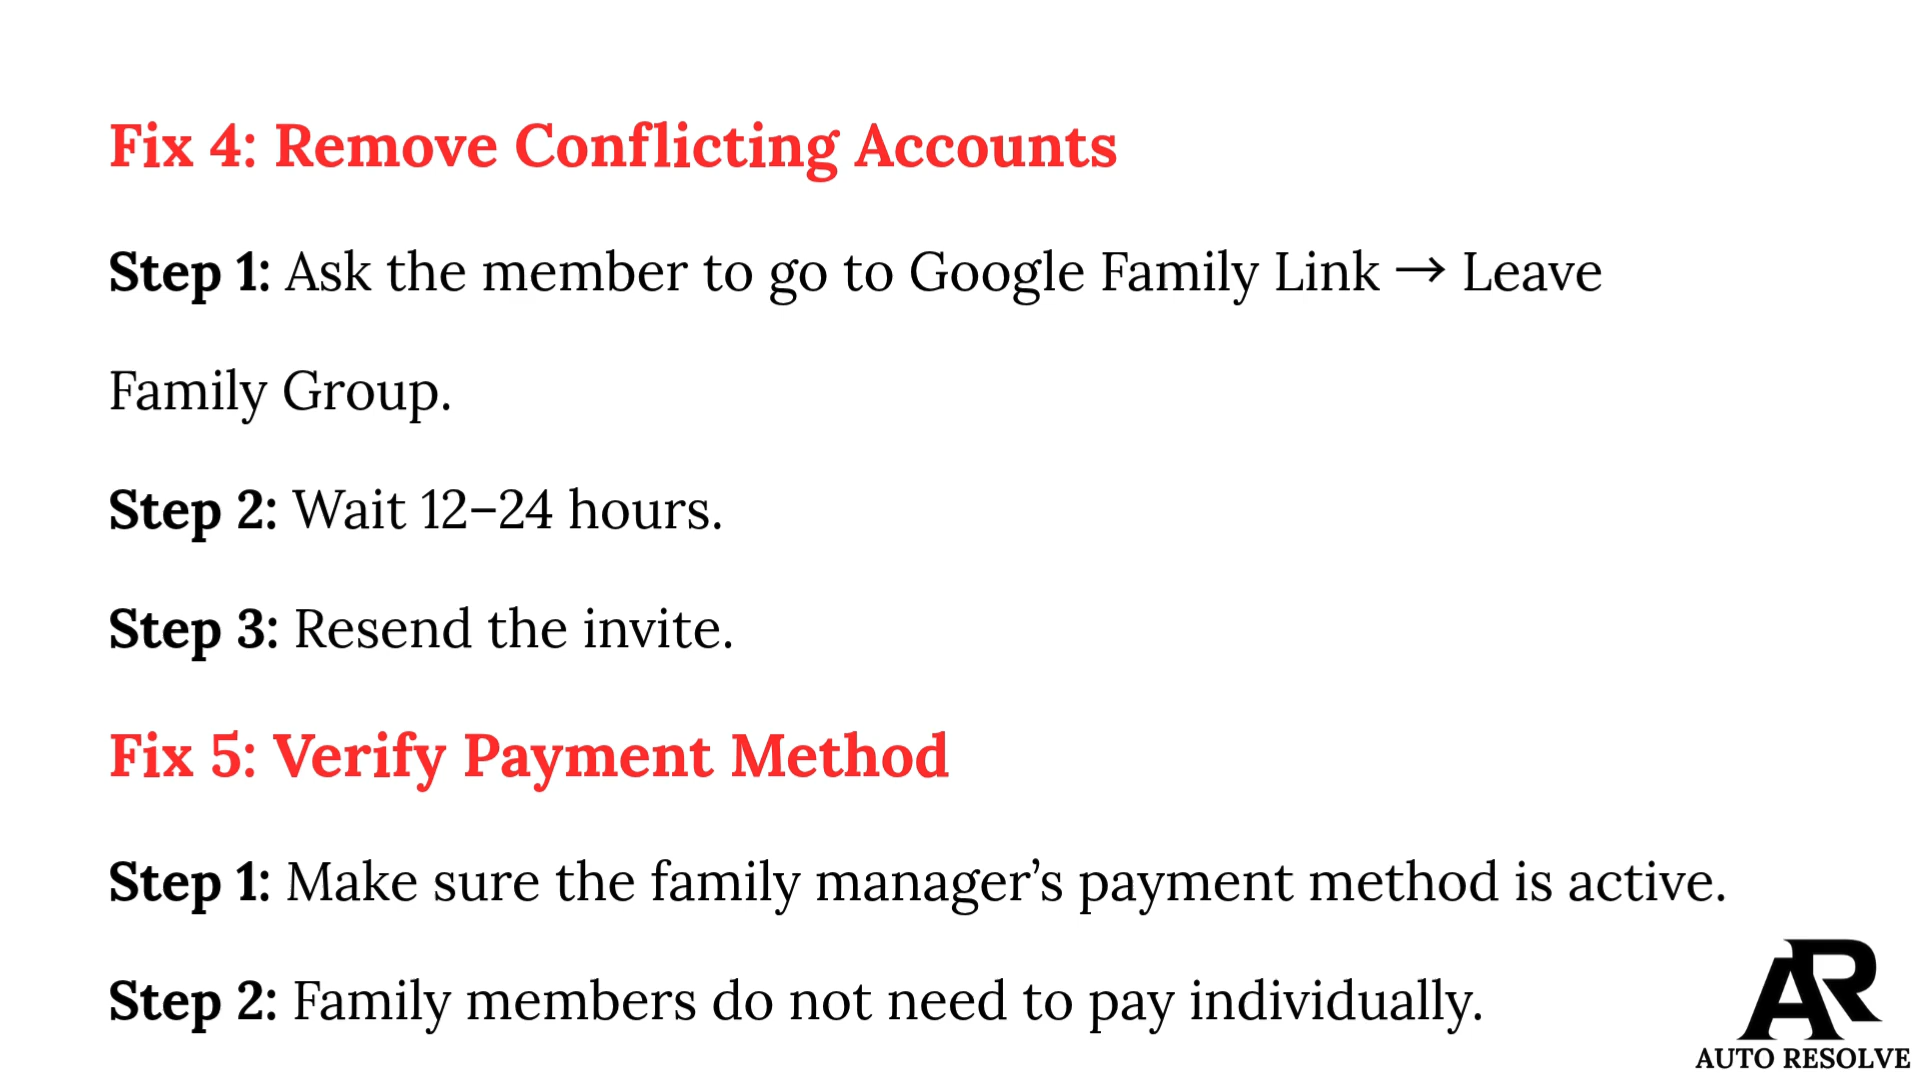 Fix 4: Remove Conflicting Accounts
Step 1: Ask the member to go to Google Family Link → Leave
Family Group.
Step 2: Wait 12–24 hours.
Step 3: Resend the invite.
Fix 5: Verify Payment Method
Step 1: Make sure the family manager’s payment method is active.
Step 2: Family members do not need to pay individually.
AR
AUTO RESOLVE